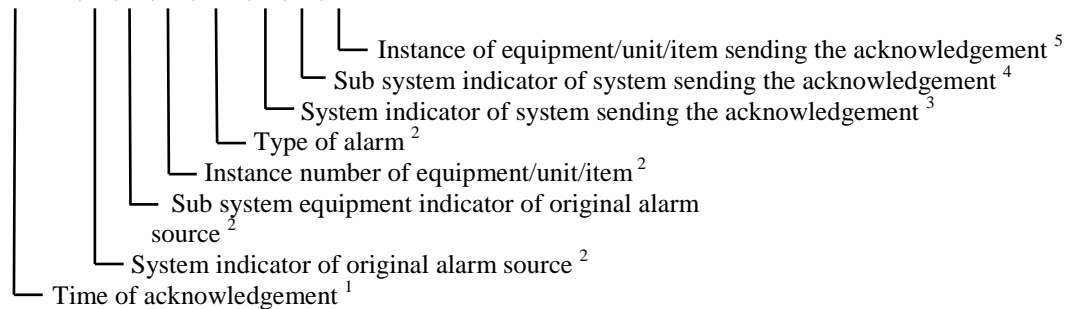 Instance of equipment/unit/item sending the acknowledgement 5
Sub system indicator of system sending the acknowledgement 4
System indicator of system sending the acknowledgement 3
Type of alarm 2
Instance number of equipment/unit/item 2
Sub system equipment indicator of original alarm
source 2
System indicator of original alarm source 2
Time of acknowledgement 1